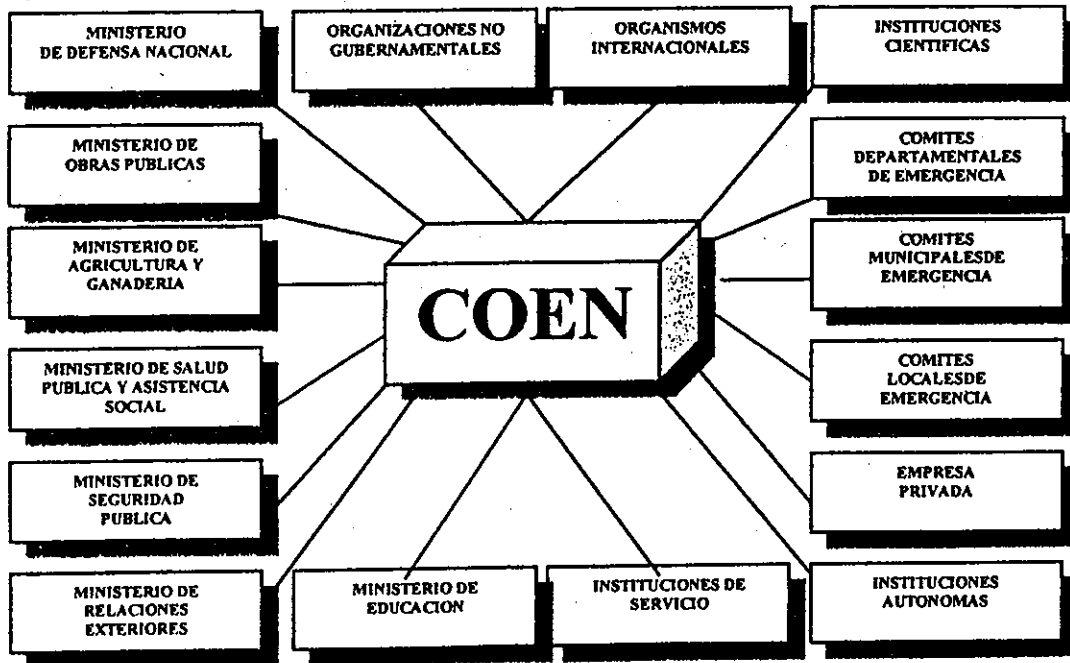 MINISTERIO
DE DEFENSA NACIONAL
ORGANIZACIONES NO
GUBERNAMENTALES
ORGANISMOS
INTERNACIONALES
INSTITUCIONES
CIENTIFICAS
MINISTERIO DE
OBRAS PUBLICAS
COMITES
DEPARTAMENTALES
DE EMERGENCIA
MINISTERIO DE
AGRICULTURA Y
GANADERIA
COEN
COMITES
MUNICIPALESDE
EMERGENCIA
MINISTERIO DE SALUD
PUBLICA Y ASISTENCIA
SOCIAL
COMITES
LOCALESDE
EMERGENCIA
MINISTERIO DE
SEGURIDAD
PUBLICA
EMPRESA
PRIVADA
MINISTERIO DE
RELACIONES
EXTERIORES
MINISTERIO DE
EDUCACION
INSTITUCIONES DE
SERVICIO
INSTITUCIONES
AUTONOMAS